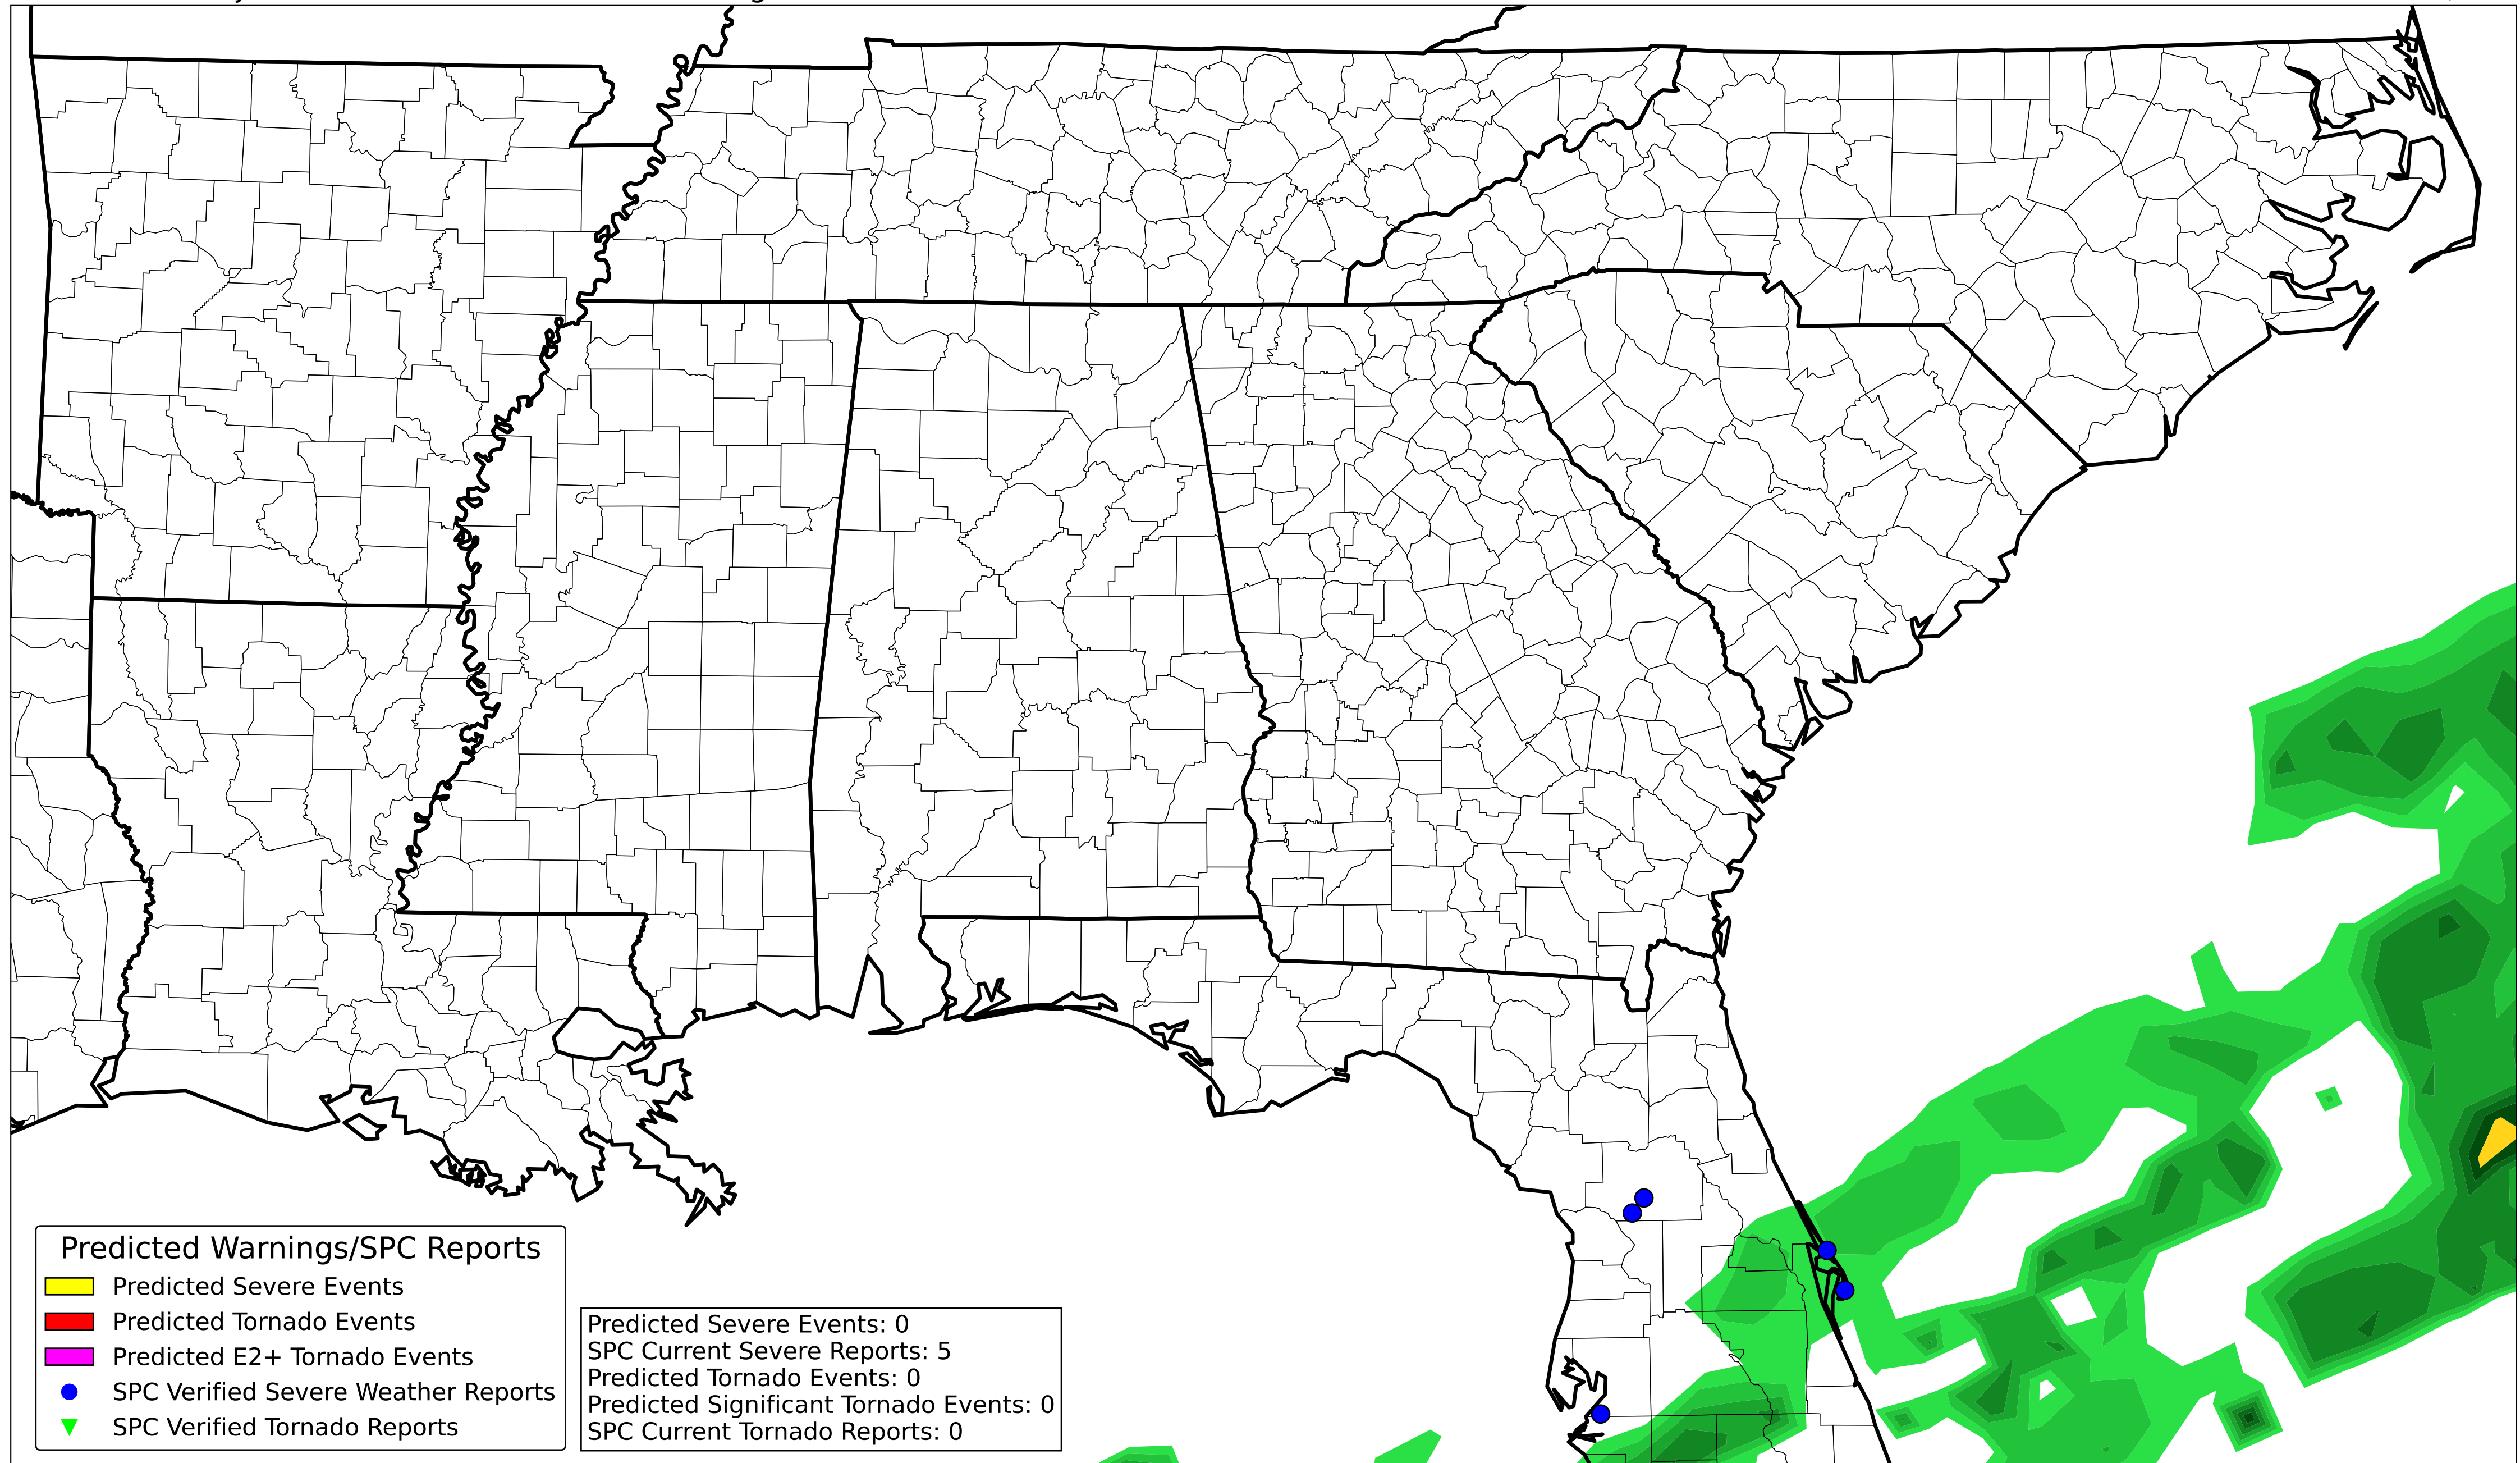 Predicted Warnings/SPC Reports
Predicted Severe Events
Predicted Tornado Events
Predicted E2+ Tornado Events
SPC Verified Severe Weather Reports
SPC Verified Tornado Reports
Predicted Severe Events: 0
SPC Current Severe Reports: 5
Predicted Tornado Events: 0
Predicted Significant Tornado Events: 0
SPC Current Tornado Reports: 0